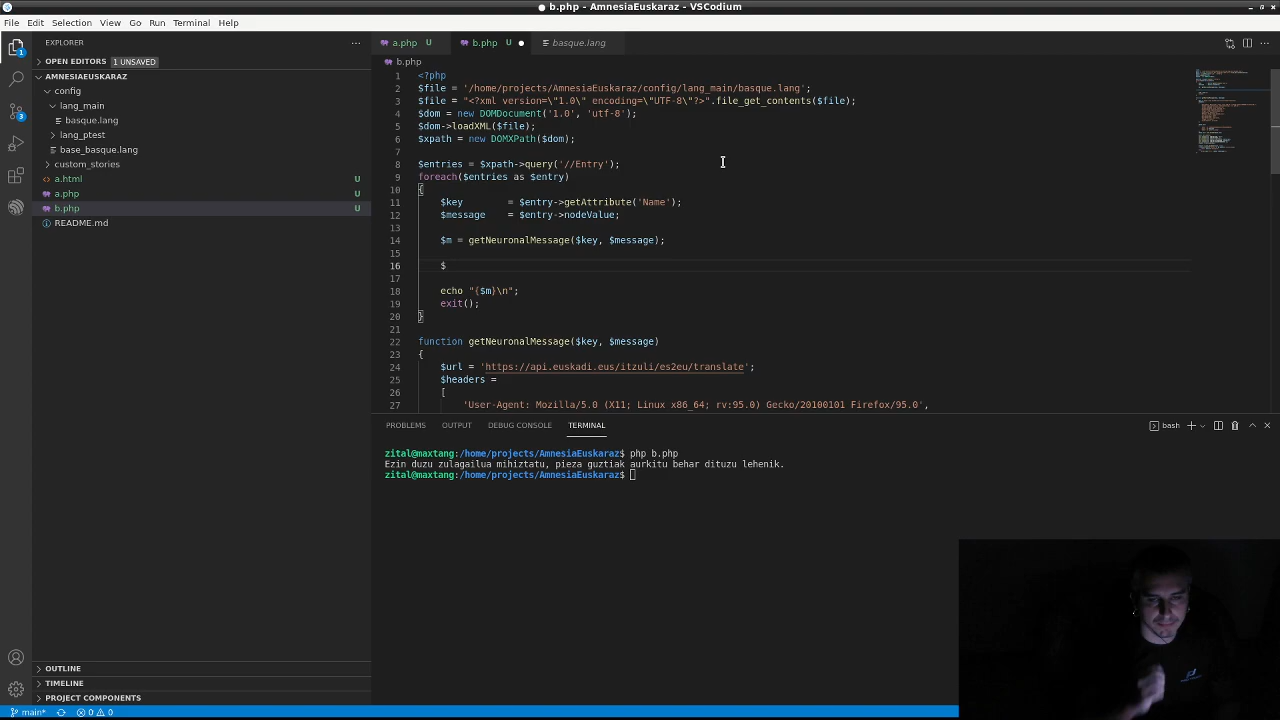 ● b.php - AmnesiaEuskaraz - VSCodium
File Edit Selection View Go Run Terminal Help
EXPLORER
OPEN EDITORS 1 UNSAVED
AMNESIAEUSKARAZ
config
lang_main
basque.lang
lang_ptest
base_basque.lang
custom_stories
a.html U
a.php U
b.php U
README.md
OUTLINE
TIMELINE
PROJECT COMPONENTS
a.php U b.php U ● basque.lang
b.php
1 <?php
2 $file = '/home/projects/AmnesiaEuskaraz/config/lang_main/basque.lang';
3 $file = "<?xml version=\"1.0\" encoding=\"UTF-8\"?>".file_get_contents($file);
4 $dom = new DOMDocument('1.0', 'utf-8');
5 $dom->loadXML($file);
6 $xpath = new DOMXPath($dom);
7
8 $entries = $xpath->query('//Entry');
9 foreach($entries as $entry)
10 {
11 $key = $entry->getAttribute('Name');
12 $message = $entry->nodeValue;
13
14 $m = getNeuronalMessage($key, $message);
15
16 $
17
18 echo "{$m}\n";
19 exit();
20 }
21
22 function getNeuronalMessage($key, $message)
23 {
24 $url = 'https://api.euskadi.eus/itzuli/es2eu/translate';
25 $headers =
26 [
27 'User-Agent: Mozilla/5.0 (X11; Linux x86_64; rv:95.0) Gecko/20100101 Firefox/95.0',
PROBLEMS OUTPUT DEBUG CONSOLE TERMINAL bash
zital@maxtang:/home/projects/AmnesiaEuskaraz$ php b.php
Ezin duzu zulagailua mihiztatu, pieza guztiak aurkitu behar dituzu lehenik.
zital@maxtang:/home/projects/AmnesiaEuskaraz$
1
3
main* 0 0